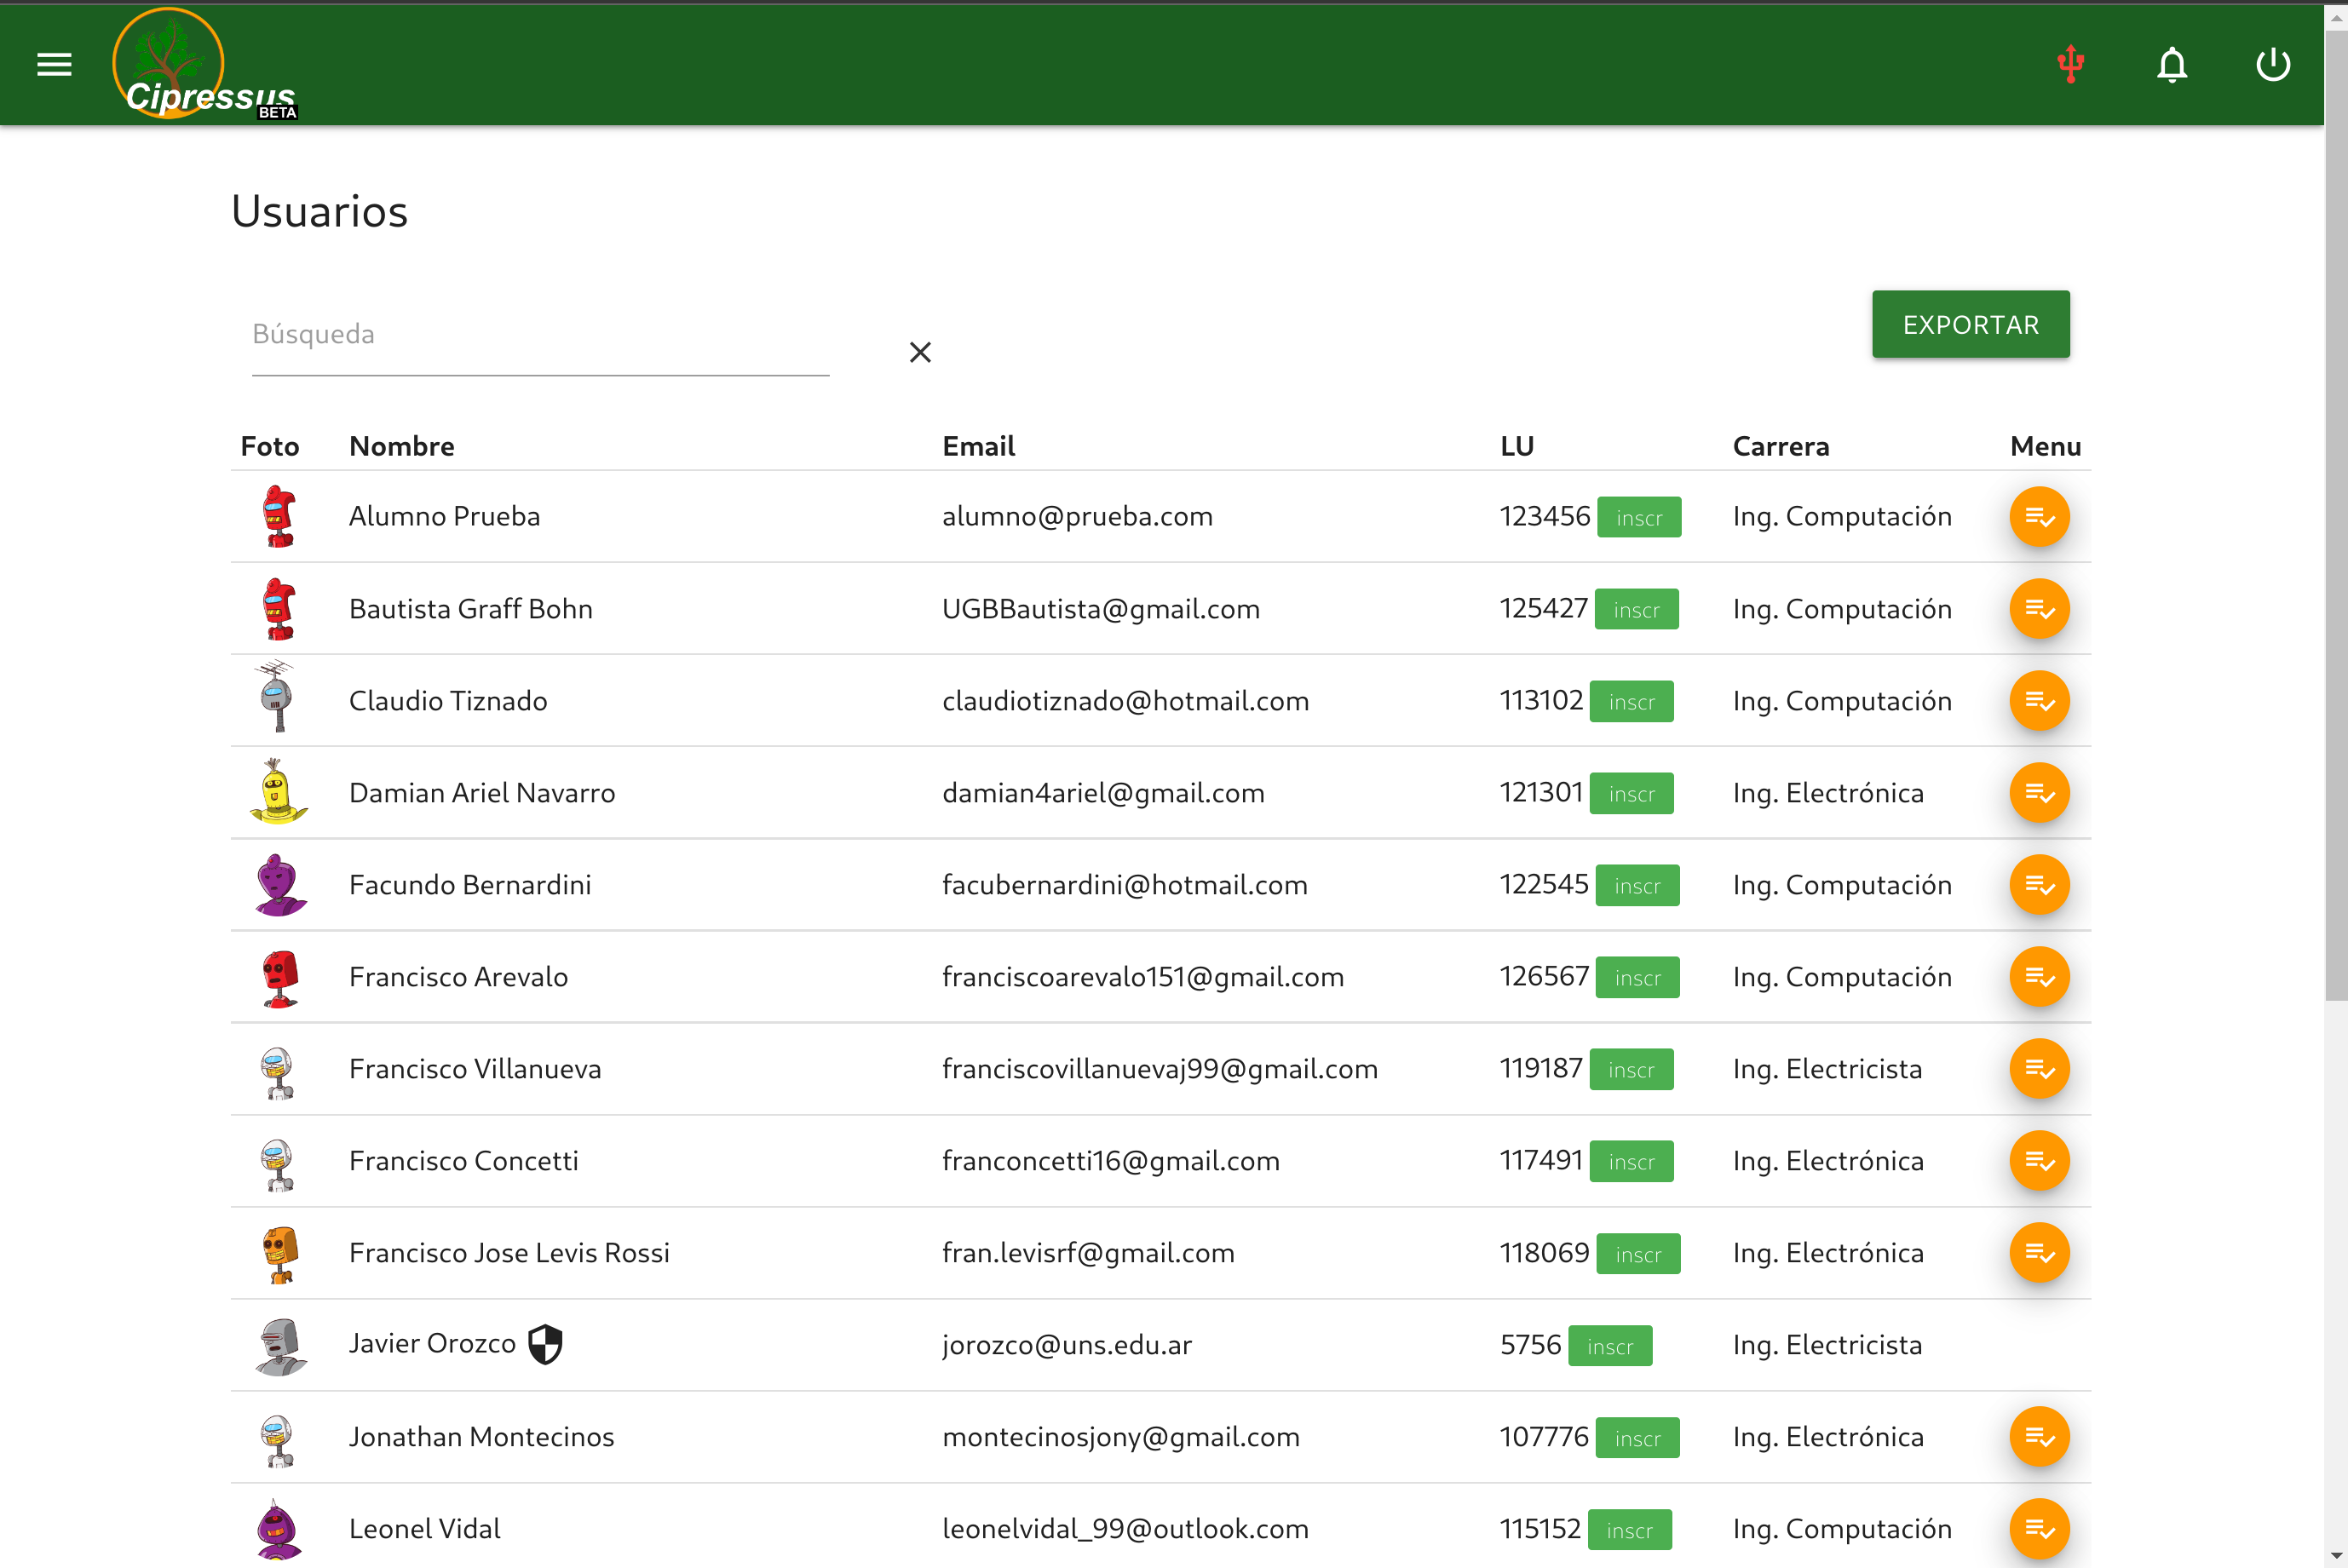 Cipressus
BETA
Usuarios
Búsqueda
EXPORTAR
Foto Nombre Email LU Carrera Menu
Alumno Prueba alumno@prueba.com 123456 inscr Ing. Computación
Bautista Graff Bohn UGBBautista@gmail.com 125427 inscr Ing. Computación
Claudio Tiznado claudiotiznado@hotmail.com 113102 inscr Ing. Computación
Damian Ariel Navarro damian4ariel@gmail.com 121301 inscr Ing. Electrónica
Facundo Bernardini facubernardini@hotmail.com 122545 inscr Ing. Computación
Francisco Arevalo franciscoarevalo151@gmail.com 126567 inscr Ing. Computación
Francisco Villanueva franciscovillanuevaj99@gmail.com 119187 inscr Ing. Electricista
Francisco Concetti franconcetti16@gmail.com 117491 inscr Ing. Electrónica
Francisco Jose Levis Rossi fran.levisrf@gmail.com 118069 inscr Ing. Electrónica
Javier Orozco jorozco@uns.edu.ar 5756 inscr Ing. Electricista
Jonathan Montecinos montecinosjony@gmail.com 107776 inscr Ing. Electrónica
Leonel Vidal leonelvidal_99@outlook.com 115152 inscr Ing. Computación